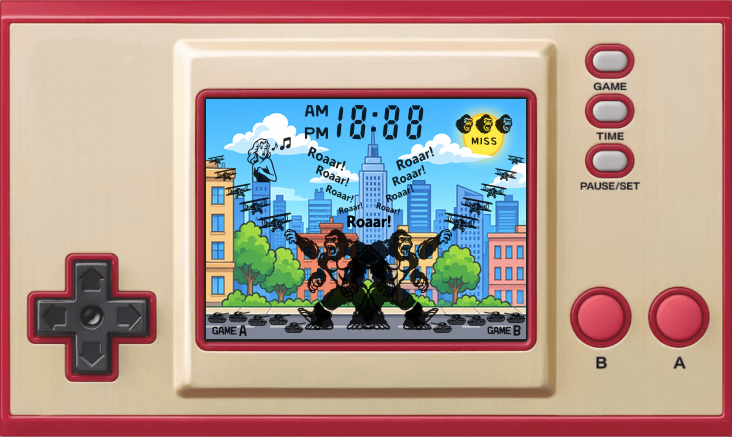 AM 18:88
PM
MISS
Roaar!
Roaar!
Roaar!
Roaar!
Roaar!
Roaar!
Roaar!
Roaar!
Roaar!
GAME A
GAME B
GAME
TIME
PAUSE/SET
B
A